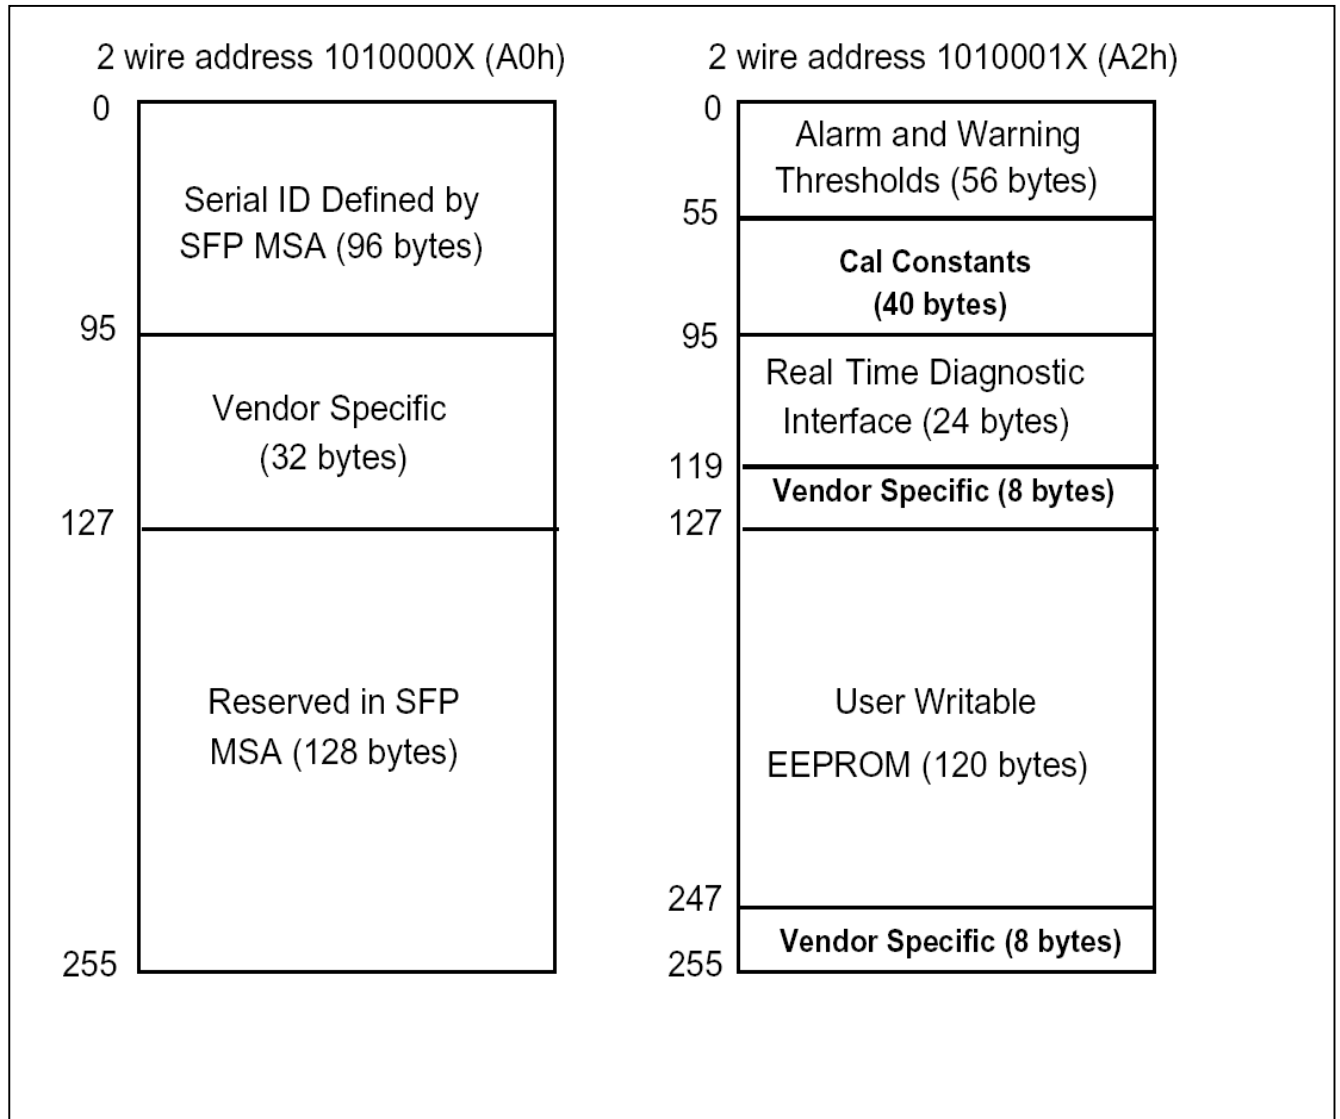 2 wire address 1010000X (A0h)
0
Serial ID Defined by
SFP MSA (96 bytes)
95
Vendor Specific
(32 bytes)
127
Reserved in SFP
MSA (128 bytes)
255
2 wire address 1010001X (A2h)
0
Alarm and Warning
Thresholds (56 bytes)
55
Cal Constants
(40 bytes)
95
Real Time Diagnostic
Interface (24 bytes)
119
Vendor Specific (8 bytes)
127
User Writable
EEPROM (120 bytes)
247
Vendor Specific (8 bytes)
255